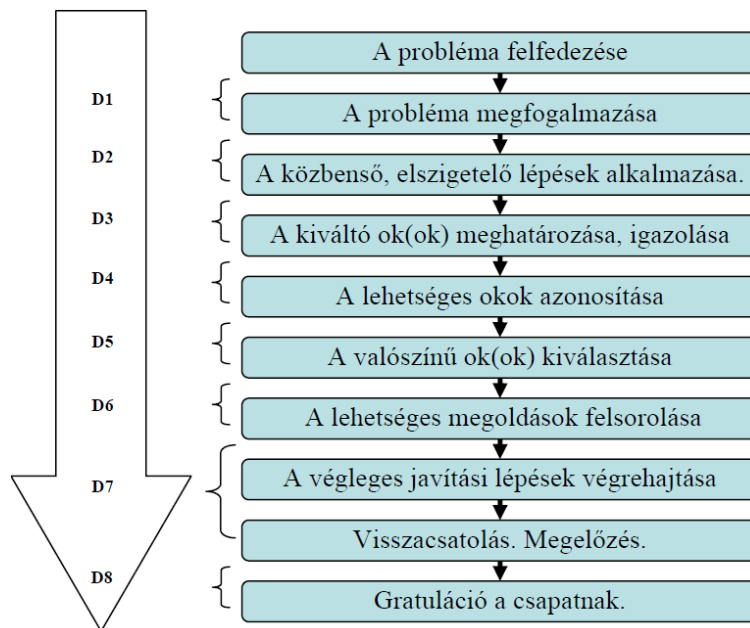 A probléma felfedezése
D1
A probléma megfogalmazása
D2
A közbenső, elszigetelő lépések alkalmazása.
D3
A kiváltó ok(ok) meghatározása, igazolása
D4
A lehetséges okok azonosítása
D5
A valószínű ok(ok) kiválasztása
D6
A lehetséges megoldások felsorolása
D7
A végleges javítási lépések végrehajtása
Visszacsatolás. Megelőzés.
D8
Gratuláció a csapatnak.